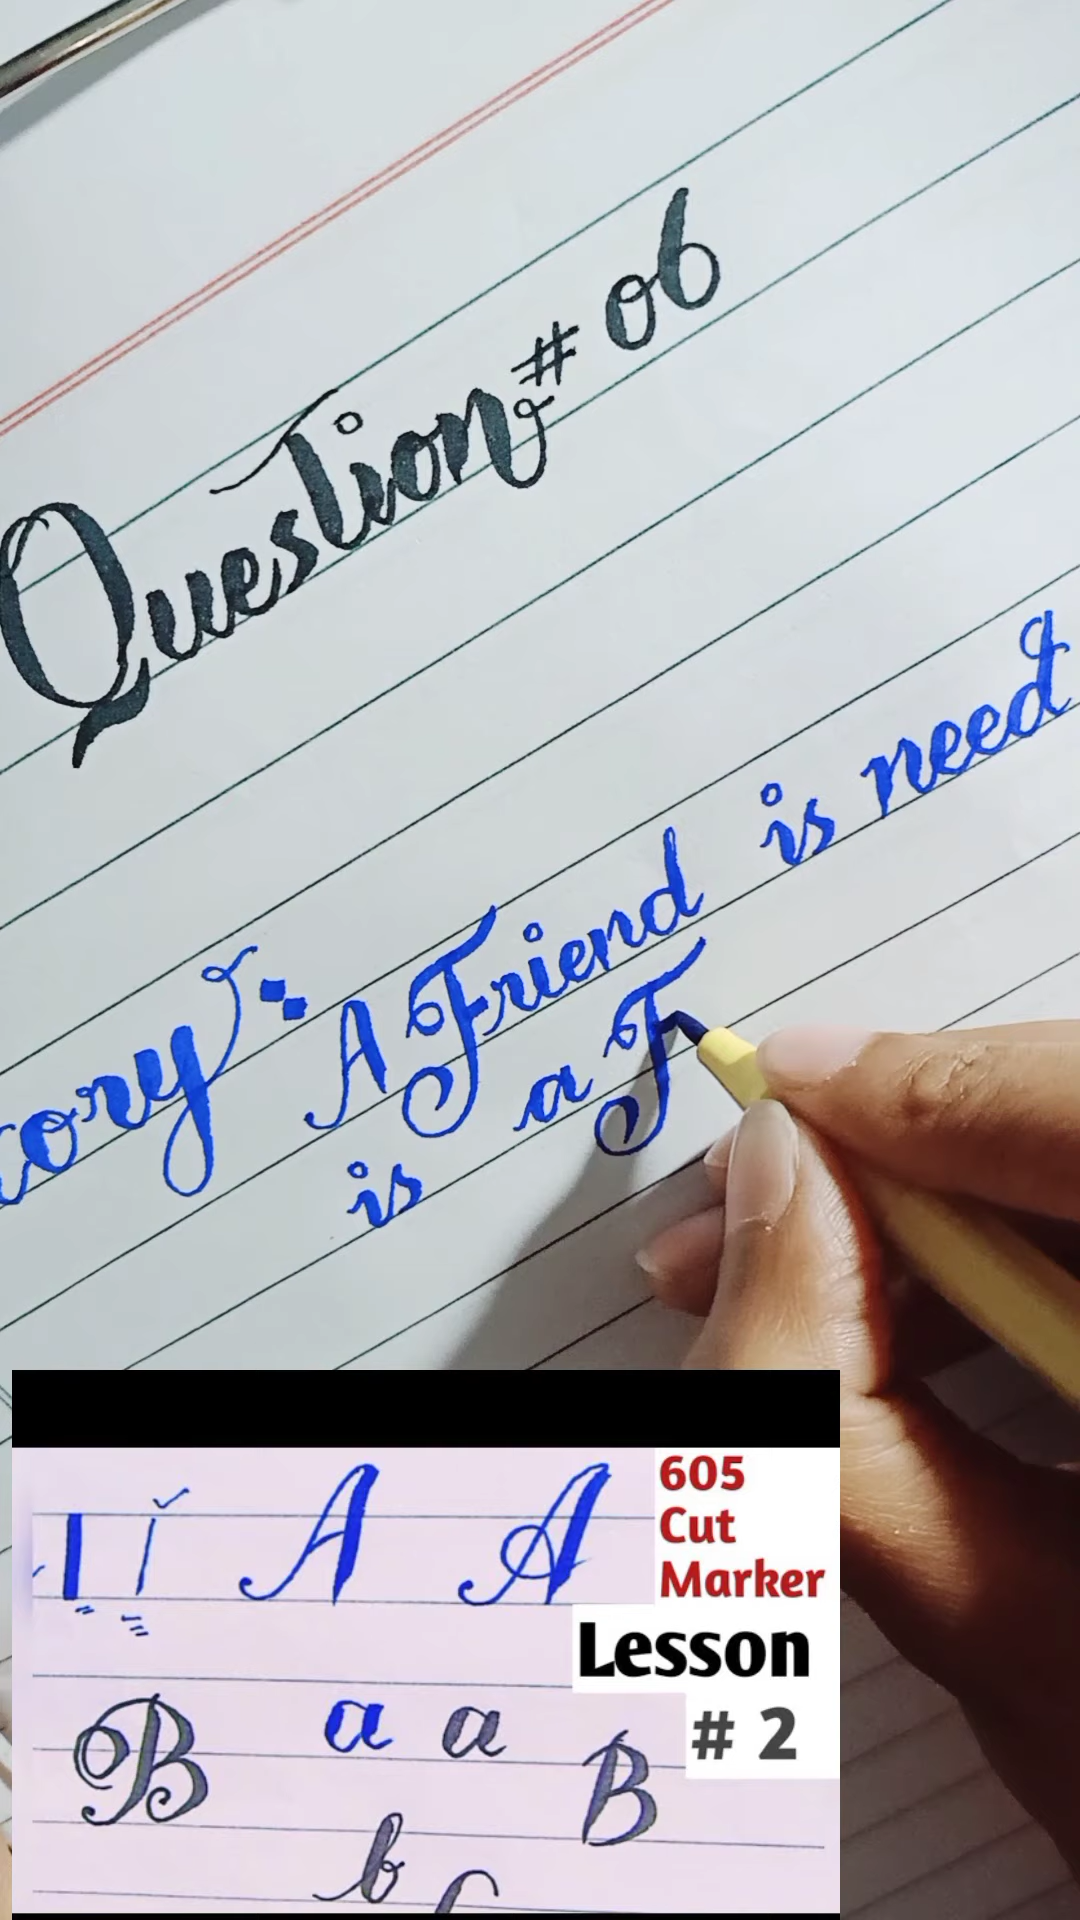 Question # 06
tory: A Friend is need
is a F
605
Cut
Marker
Lesson
# 2
I I A A
B a a B
b